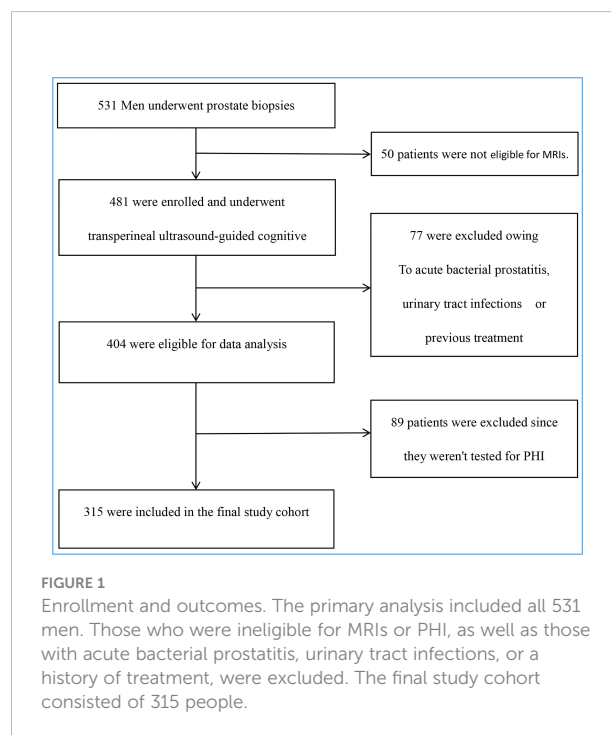 531 Men underwent prostate biopsies
50 patients were not eligible for MRIs.
481 were enrolled and underwent
transperineal ultrasound-guided cognitive
77 were excluded owing
To acute bacterial prostatitis,
urinary tract infections or
previous treatment
404 were eligible for data analysis
89 patients were excluded since
they weren't tested for PHI
315 were included in the final study cohort
FIGURE 1
Enrollment and outcomes. The primary analysis included all 531
men. Those who were ineligible for MRIs or PHI, as well as those
with acute bacterial prostatitis, urinary tract infections, or a
history of treatment, were excluded. The final study cohort
consisted of 315 people.